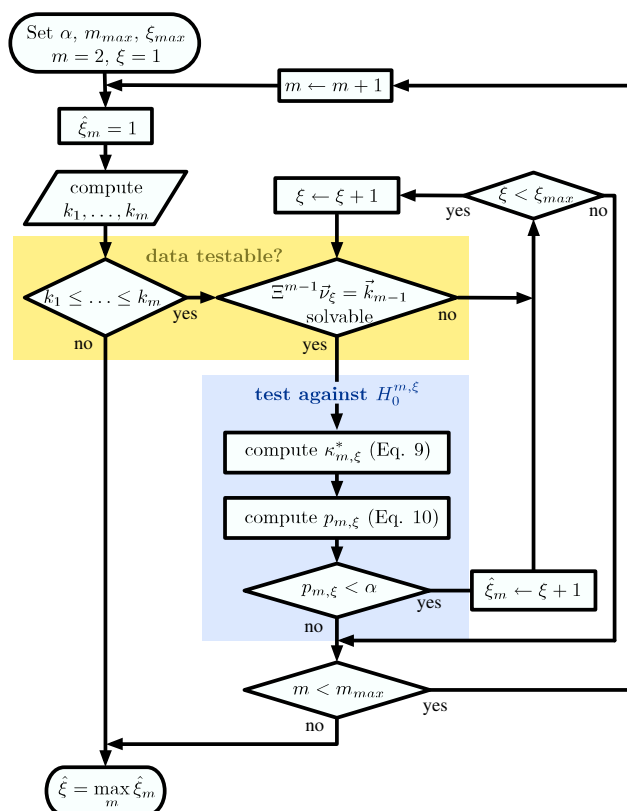 Set α, m_max, ξ_max
m = 2, ξ = 1
m ← m + 1
ξ̂_m = 1
compute
k_1, . . . , k_m
ξ ← ξ + 1
ξ < ξ_max
yes
no
data testable?
k_1 ≤ . . . ≤ k_m
yes
no
Ξ^{m−1} ν⃗_ξ = k⃗_{m−1}
solvable
no
yes
test against H_0^{m,ξ}
compute κ*_{m,ξ} (Eq. 9)
compute p_{m,ξ} (Eq. 10)
p_{m,ξ} < α
yes
no
ξ̂_m ← ξ + 1
m < m_max
yes
no
ξ̂ = max_m ξ̂_m